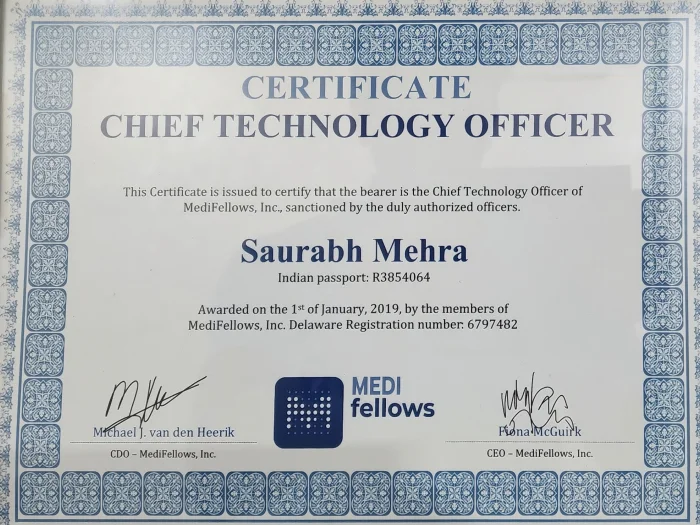 CERTIFICATE
CHIEF TECHNOLOGY OFFICER
This Certificate is issued to certify that the bearer is the Chief Technology Officer of
MediFellows, Inc., sanctioned by the duly authorized officers.
Saurabh Mehra
Indian passport: R3854064
Awarded on the 1st of January, 2019, by the members of
MediFellows, Inc. Delaware Registration number: 6797482
MEDI
fellows
Michael J. van den Heerik
CDO – MediFellows, Inc.
Fiona McGuirk
CEO – MediFellows, Inc.